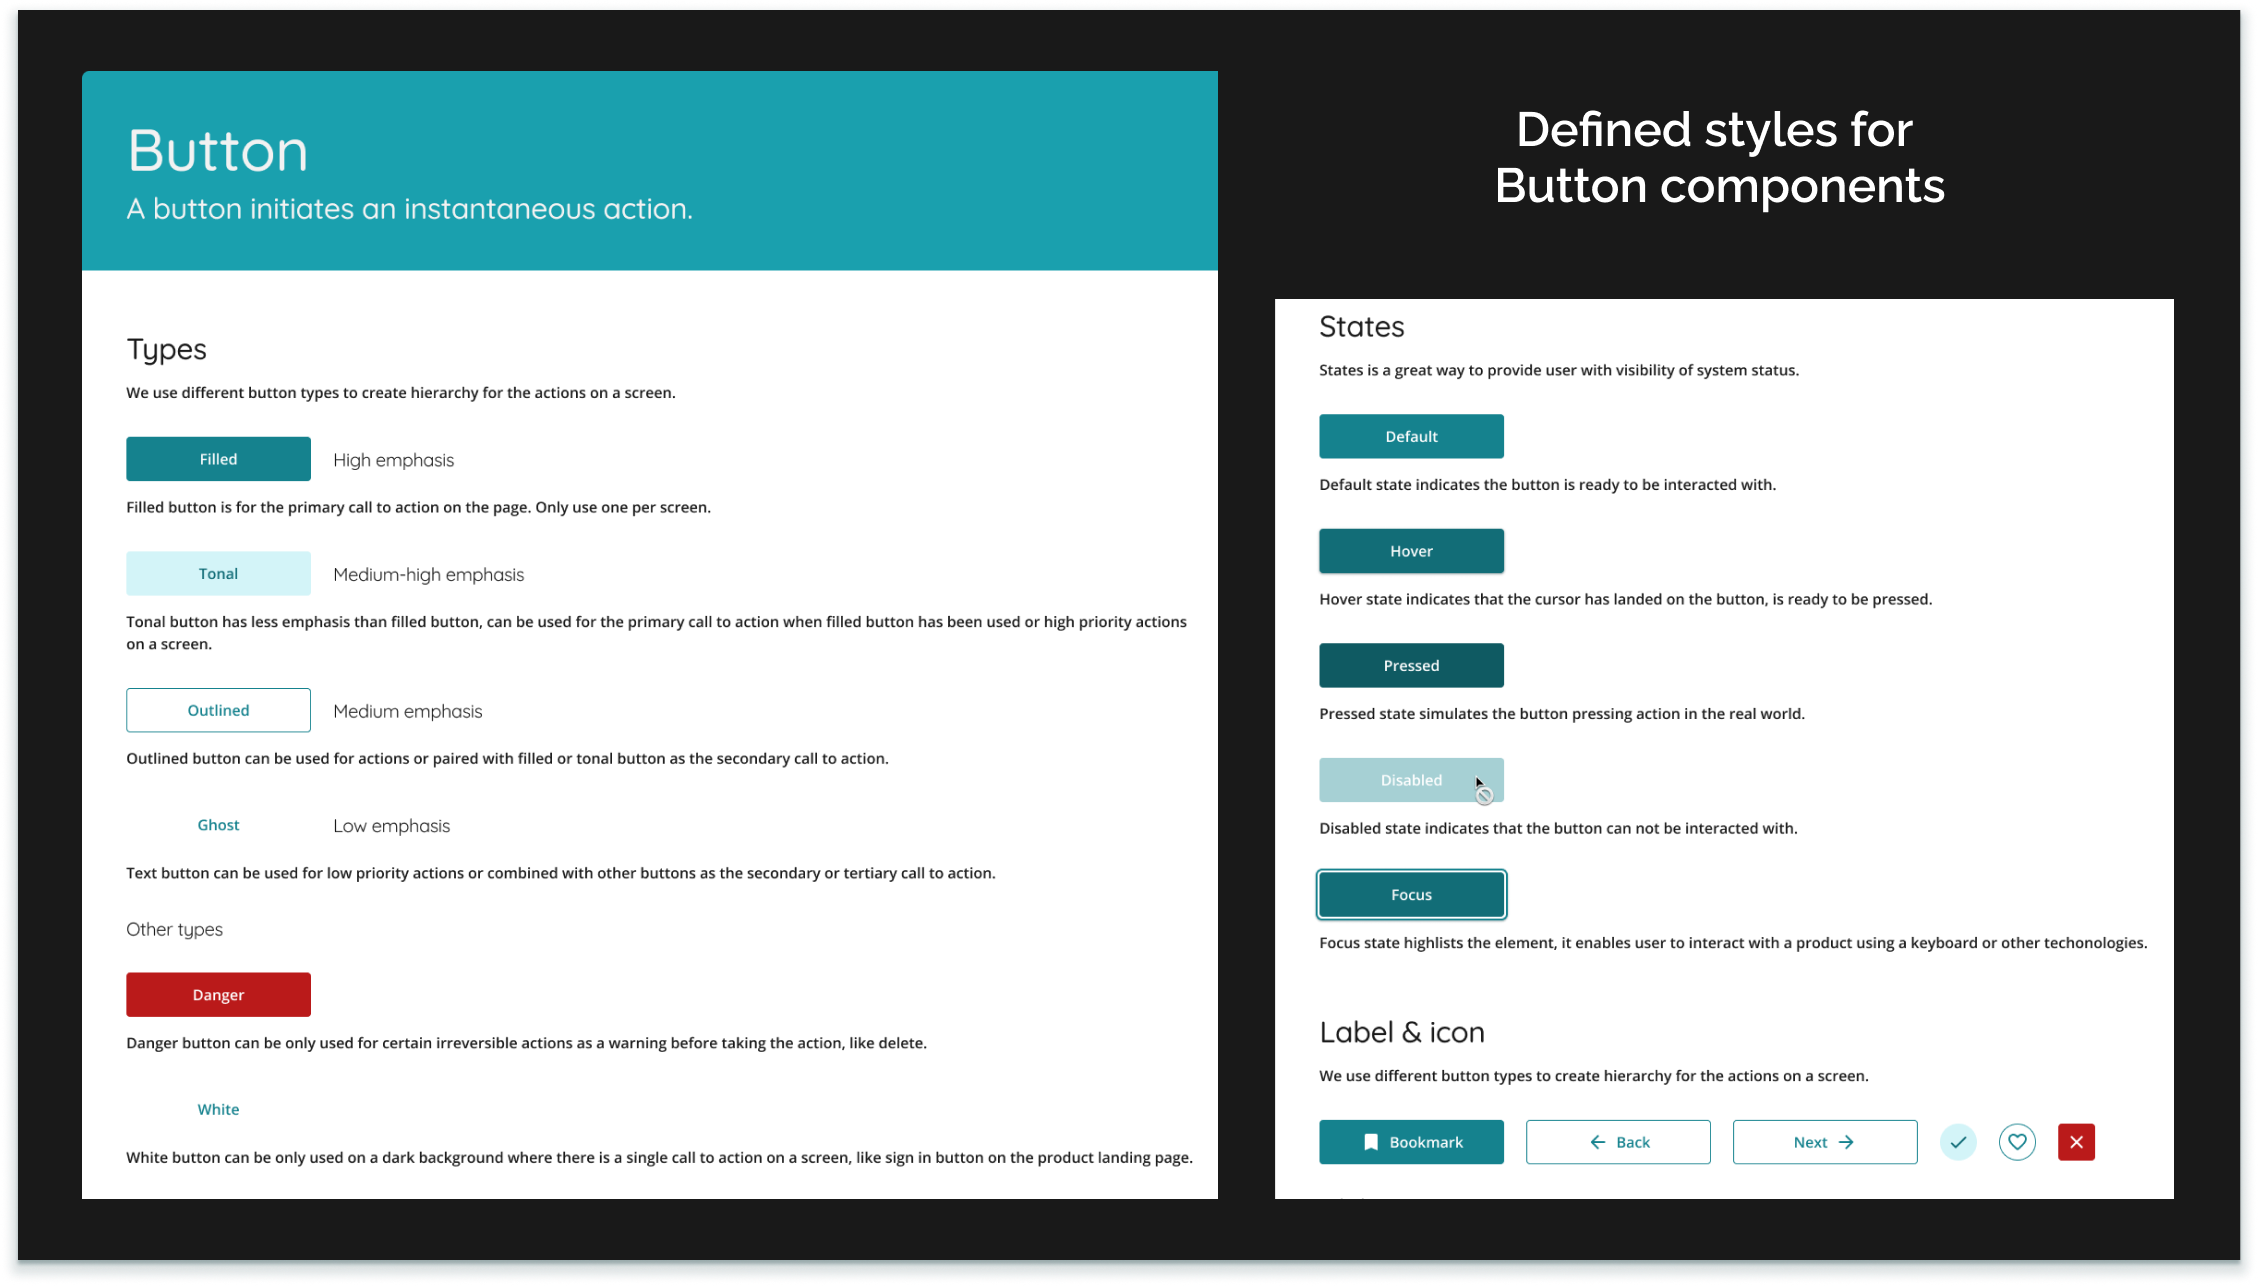 Button
A button initiates an instantaneous action.
Types
We use different button types to create hierarchy for the actions on a screen.
Filled
High emphasis
Filled button is for the primary call to action on the page. Only use one per screen.
Tonal
Medium-high emphasis
Tonal button has less emphasis than filled button, can be used for the primary call to action when filled button has been used or high priority actions
on a screen.
Outlined
Medium emphasis
Outlined button can be used for actions or paired with filled or tonal button as the secondary call to action.
Ghost
Low emphasis
Text button can be used for low priority actions or combined with other buttons as the secondary or tertiary call to action.
Other types
Danger
Danger button can be only used for certain irreversible actions as a warning before taking the action, like delete.
White
White button can be only used on a dark background where there is a single call to action on a screen, like sign in button on the product landing page.
Defined styles for
Button components
States
States is a great way to provide user with visibility of system status.
Default
Default state indicates the button is ready to be interacted with.
Hover
Hover state indicates that the cursor has landed on the button, is ready to be pressed.
Pressed
Pressed state simulates the button pressing action in the real world.
Disabled
Disabled state indicates that the button can not be interacted with.
Focus
Focus state highlists the element, it enables user to interact with a product using a keyboard or other techonologies.
Label & icon
We use different button types to create hierarchy for the actions on a screen.
Bookmark
Back
Next